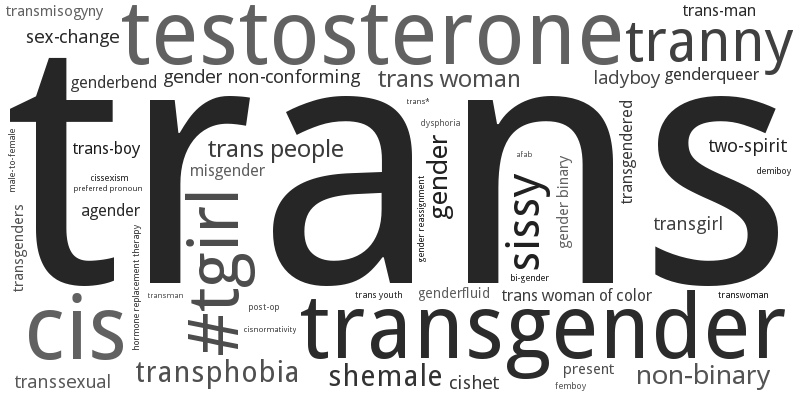 transmisogyny
testosterone
trans-man
sex-change
tranny
genderbend
gender non-conforming
trans woman
ladyboy
genderqueer
trans
trans*
dysphoria
male-to-female
trans-boy
trans people
gender
afab
gender binary
transgendered
two-spirit
misgender
cissexism
preferred pronoun
demiboy
agender
#tgirl
gender reassignment
sissy
transgirl
transgenders
hormone replacement therapy
bi-gender
cis
transman
post-op
trans youth
genderfluid
trans woman of color
transwoman
cisnormativity
transgender
transsexual
transphobia
shemale
cishet
present
femboy
non-binary